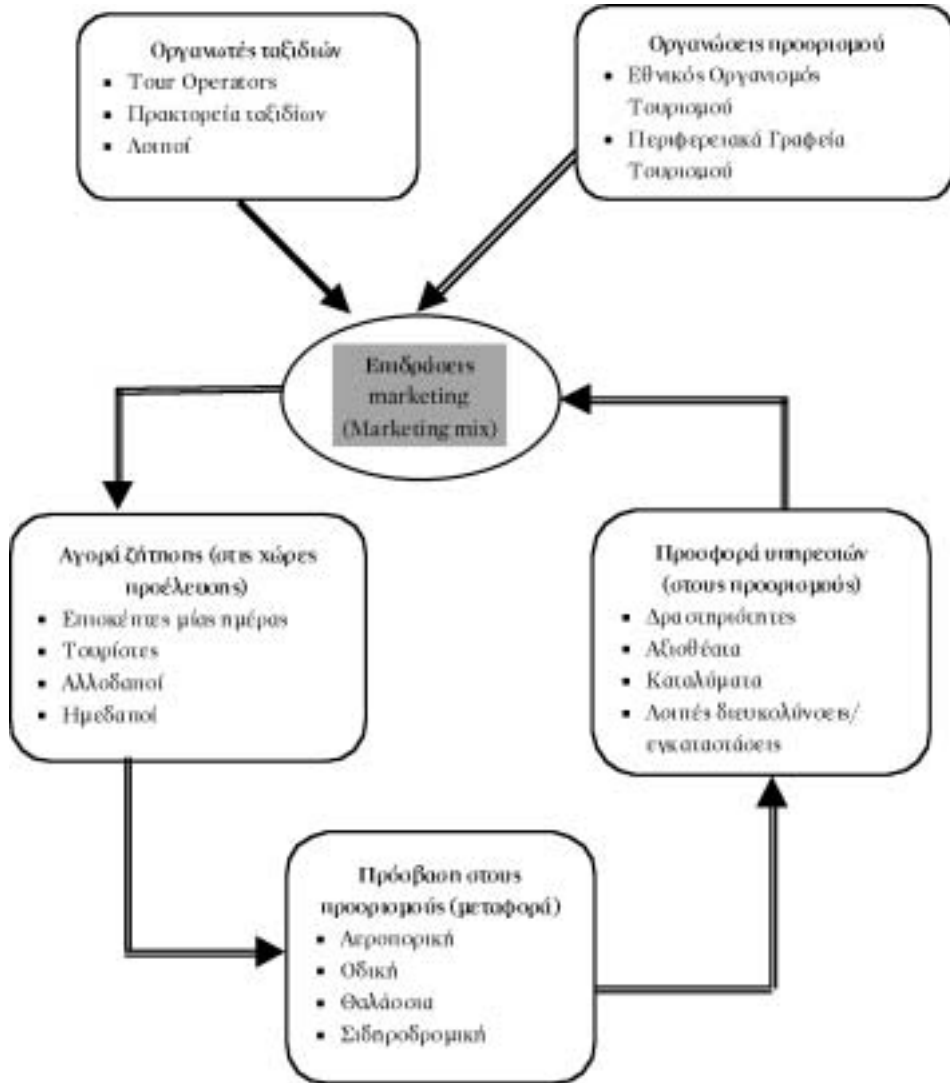 Οργανωτές ταξιδιών
▪ Tour Operators
▪ Πρακτορεία ταξιδίων
▪ Λοιποί
Οργανώσεις προορισμού
• Εθνικός Οργανισμός
Τουρισμού
• Περιφερειακά Γραφεία
Τουρισμού
Επιδράσεις
marketing
(Marketing mix)
Αγορά ζήτησης (στις χώρες
προέλευσης)
▪ Επισκέπτες μίας ημέρας
▪ Τουρίστες
▪ Αλλοδαποί
▪ Ημεδαποί
Προσφορά υπηρεσιών
(στους προορισμούς)
▪ Δραστηριότητες
▪ Αξιοθέατα
▪ Καταλύματα
▪ Λοιπές διευκολύνσεις/
εγκαταστάσεις
Πρόσβαση στους
προορισμούς (μεταφορά)
▪ Αεροπορική
▪ Οδική
▪ Θαλάσσια
▪ Σιδηροδρομική